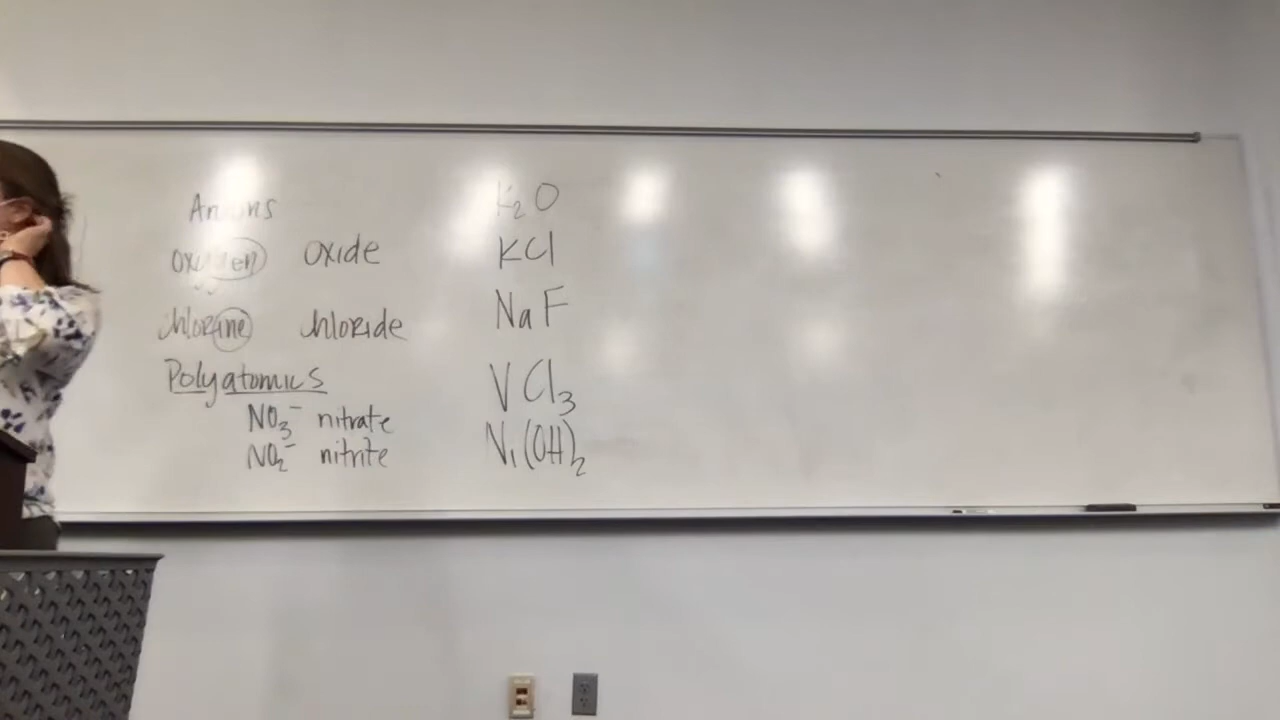 Anions
oxygen oxide
chlorine chloride
Polyatomics
NO3- nitrate
NO2- nitrite
K2O
KCl
NaF
VCl3
Ni(OH)2